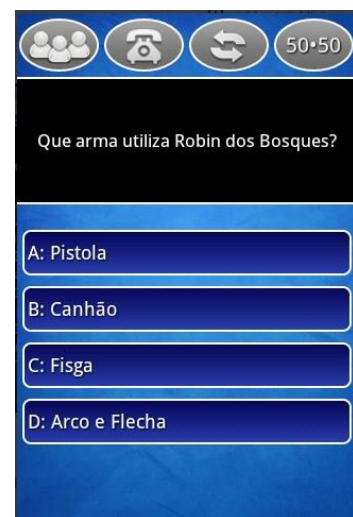 50•50
Que arma utiliza Robin dos Bosques?
A: Pistola
B: Canhão
C: Fisga
D: Arco e Flecha